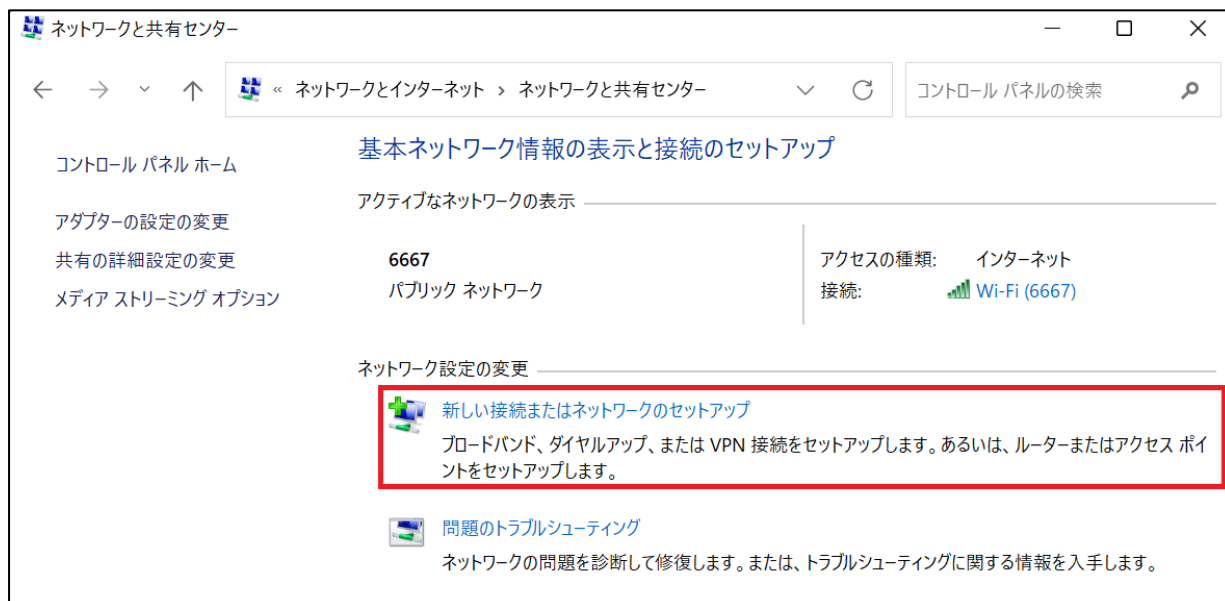 ネットワークと共有センター
« ネットワークとインターネット › ネットワークと共有センター
コントロール パネルの検索
コントロール パネル ホーム
アダプターの設定の変更
共有の詳細設定の変更
メディア ストリーミング オプション
基本ネットワーク情報の表示と接続のセットアップ
アクティブなネットワークの表示
6667
パブリック ネットワーク
アクセスの種類: インターネット
接続: Wi-Fi (6667)
ネットワーク設定の変更
新しい接続またはネットワークのセットアップ
ブロードバンド、ダイヤルアップ、または VPN 接続をセットアップします。あるいは、ルーターまたはアクセス ポイ
ントをセットアップします。
問題のトラブルシューティング
ネットワークの問題を診断して修復します。または、トラブルシューティングに関する情報を入手します。